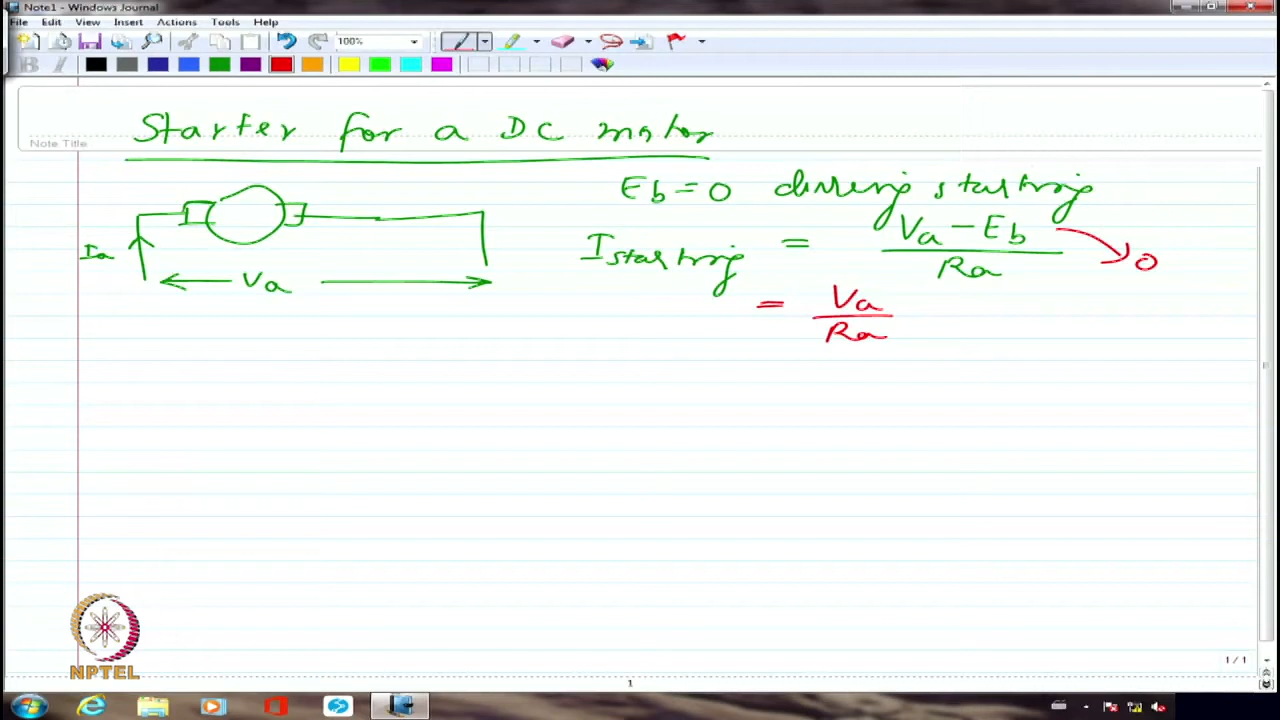 Note1 - Windows Journal
File Edit View Insert Actions Tools Help
100%
B I
Starter for a DC motor
Note Title
Eb = 0 during starting
Ia
Va
Istarting = Va - Eb / Ra → 0
= Va / Ra
NPTEL
1 / 1
1